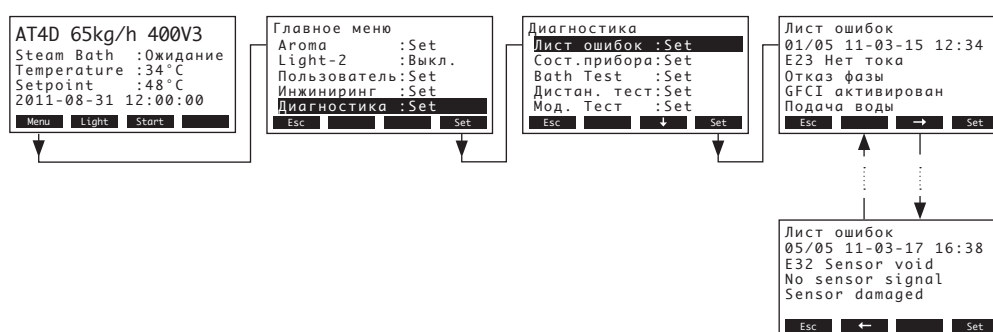 AT4D 65kg/h 400V3
Steam Bath :Ожидание
Temperature :34°C
Setpoint :48°C
2011-08-31 12:00:00
Menu Light Start
Главное меню
Aroma :Set
Light-2 :Выкл.
Пользователь:Set
Инжиниринг :Set
Диагностика :Set
Esc Set
Диагностика
Лист ошибок :Set
Сост.прибора:Set
Bath Test :Set
Дистан. тест:Set
Мод. Тест :Set
Esc ↓ Set
Лист ошибок
01/05 11-03-15 12:34
E23 Нет тока
Отказ фазы
GFCI активирован
Подача воды
Esc → Set
Лист ошибок
05/05 11-03-17 16:38
E32 Sensor void
No sensor signal
Sensor damaged
Esc ← Set